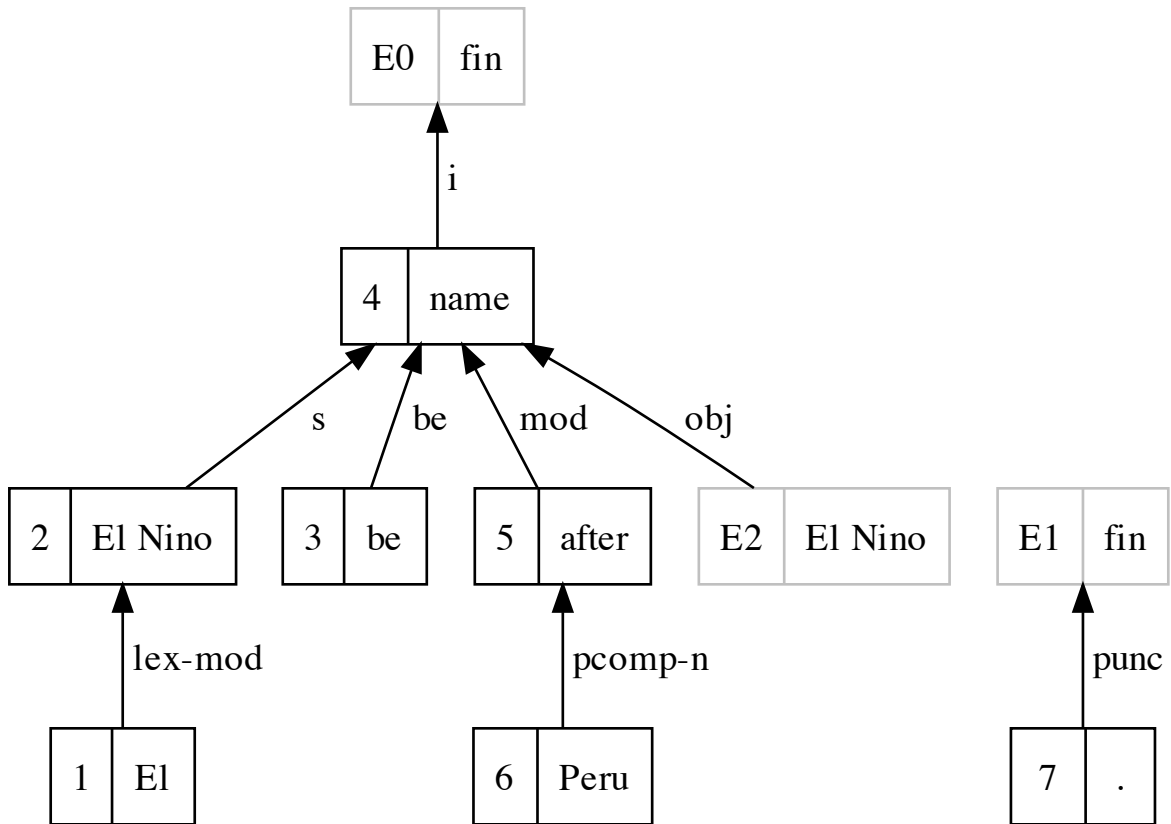 E0 fin
i
4 name
s be mod obj
2 El Nino 3 be 5 after E2 El Nino E1 fin
lex-mod pcomp-n punc
1 El 6 Peru 7 .